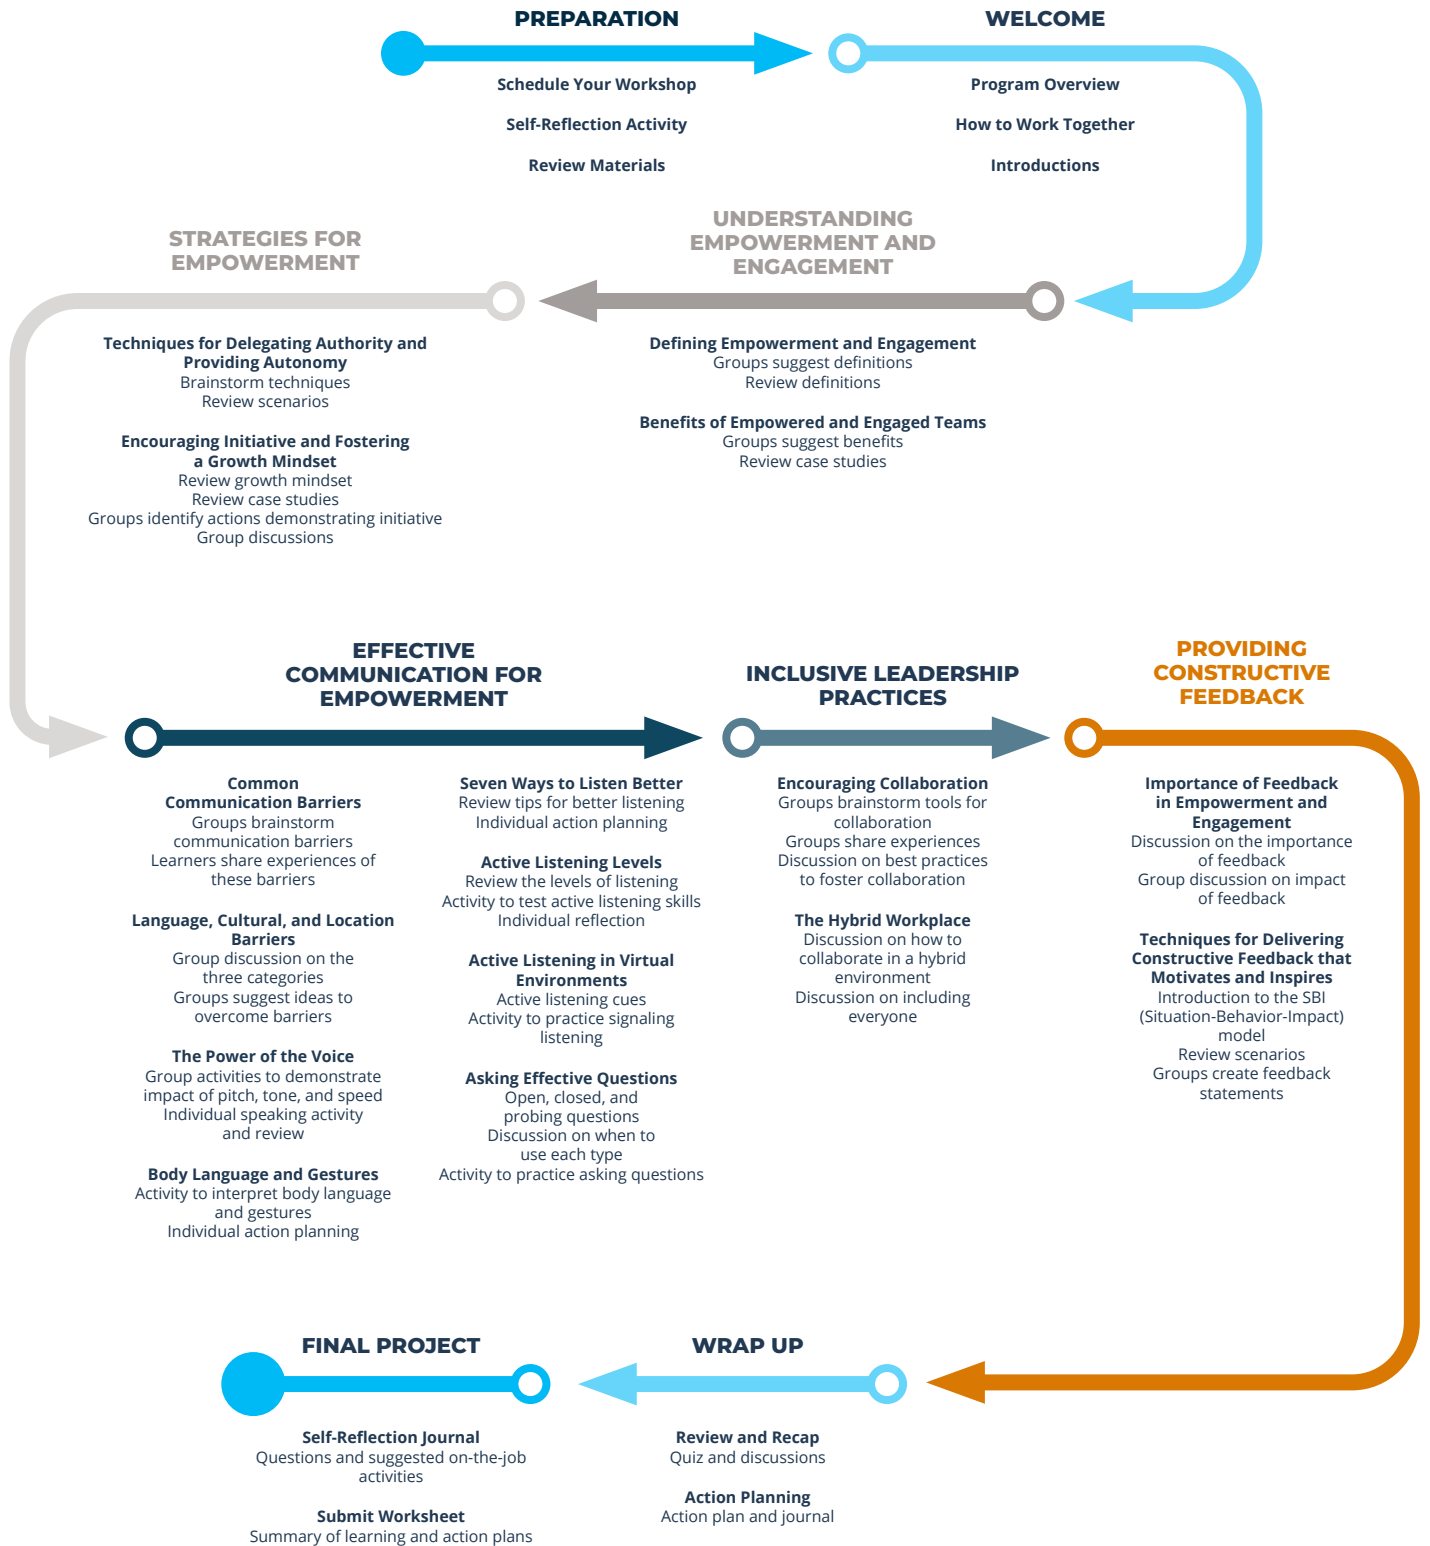 PREPARATION
Schedule Your Workshop
Self-Reflection Activity
Review Materials
WELCOME
Program Overview
How to Work Together
Introductions
UNDERSTANDING
EMPOWERMENT AND
ENGAGEMENT
Defining Empowerment and Engagement
Groups suggest definitions
Review definitions
Benefits of Empowered and Engaged Teams
Groups suggest benefits
Review case studies
STRATEGIES FOR
EMPOWERMENT
Techniques for Delegating Authority and
Providing Autonomy
Brainstorm techniques
Review scenarios
Encouraging Initiative and Fostering
a Growth Mindset
Review growth mindset
Review case studies
Groups identify actions demonstrating initiative
Group discussions
EFFECTIVE
COMMUNICATION FOR
EMPOWERMENT
Common
Communication Barriers
Groups brainstorm
communication barriers
Learners share experiences of
these barriers
Language, Cultural, and Location
Barriers
Group discussion on the
three categories
Groups suggest ideas to
overcome barriers
The Power of the Voice
Group activities to demonstrate
impact of pitch, tone, and speed
Individual speaking activity
and review
Body Language and Gestures
Activity to interpret body language
and gestures
Individual action planning
Seven Ways to Listen Better
Review tips for better listening
Individual action planning
Active Listening Levels
Review the levels of listening
Activity to test active listening skills
Individual reflection
Active Listening in Virtual
Environments
Active listening cues
Activity to practice signaling
listening
Asking Effective Questions
Open, closed, and
probing questions
Discussion on when to
use each type
Activity to practice asking questions
INCLUSIVE LEADERSHIP
PRACTICES
Encouraging Collaboration
Groups brainstorm tools for
collaboration
Groups share experiences
Discussion on best practices
to foster collaboration
The Hybrid Workplace
Discussion on how to
collaborate in a hybrid
environment
Discussion on including
everyone
PROVIDING
CONSTRUCTIVE
FEEDBACK
Importance of Feedback
in Empowerment and
Engagement
Discussion on the importance
of feedback
Group discussion on impact
of feedback
Techniques for Delivering
Constructive Feedback that
Motivates and Inspires
Introduction to the SBI
(Situation-Behavior-Impact)
model
Review scenarios
Groups create feedback
statements
WRAP UP
Review and Recap
Quiz and discussions
Action Planning
Action plan and journal
FINAL PROJECT
Self-Reflection Journal
Questions and suggested on-the-job
activities
Submit Worksheet
Summary of learning and action plans